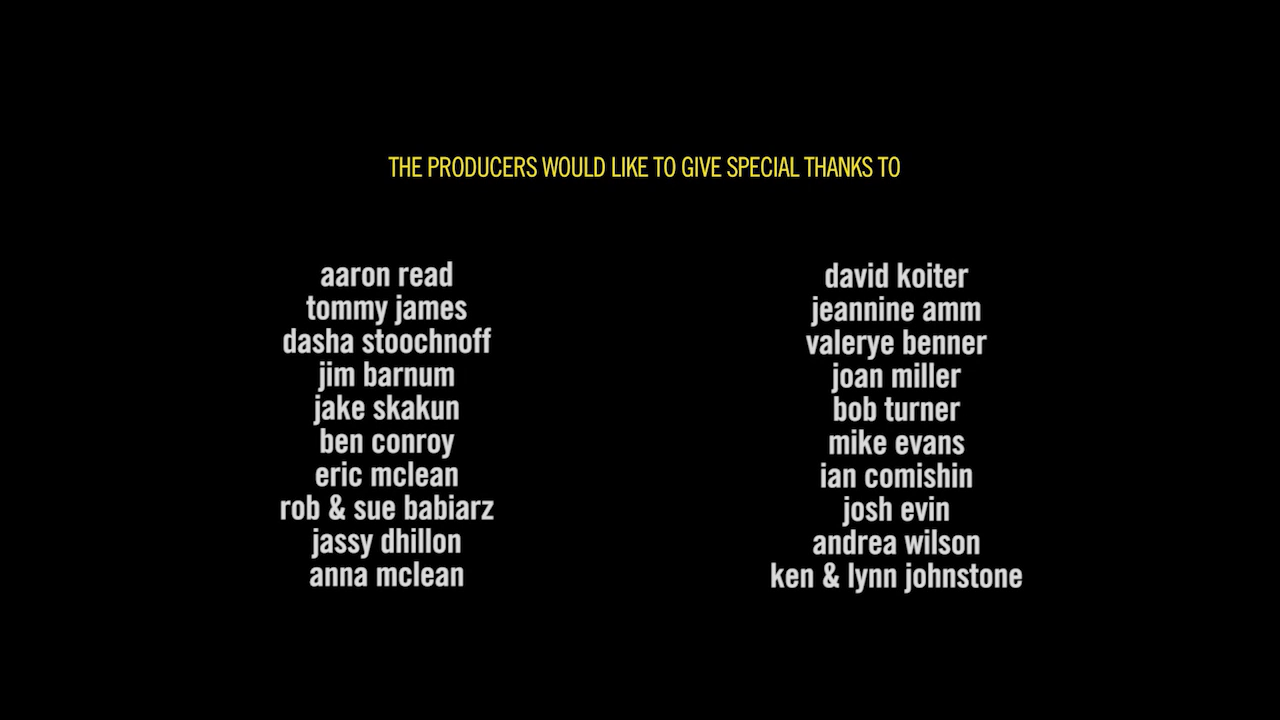 THE PRODUCERS WOULD LIKE TO GIVE SPECIAL THANKS TO
aaron read
tommy james
dasha stoochnoff
jim barnum
jake skakun
ben conroy
eric mclean
rob & sue babiarz
jassy dhillon
anna mclean
david koiter
jeannine amm
valerye benner
joan miller
bob turner
mike evans
ian comishin
josh evin
andrea wilson
ken & lynn johnstone